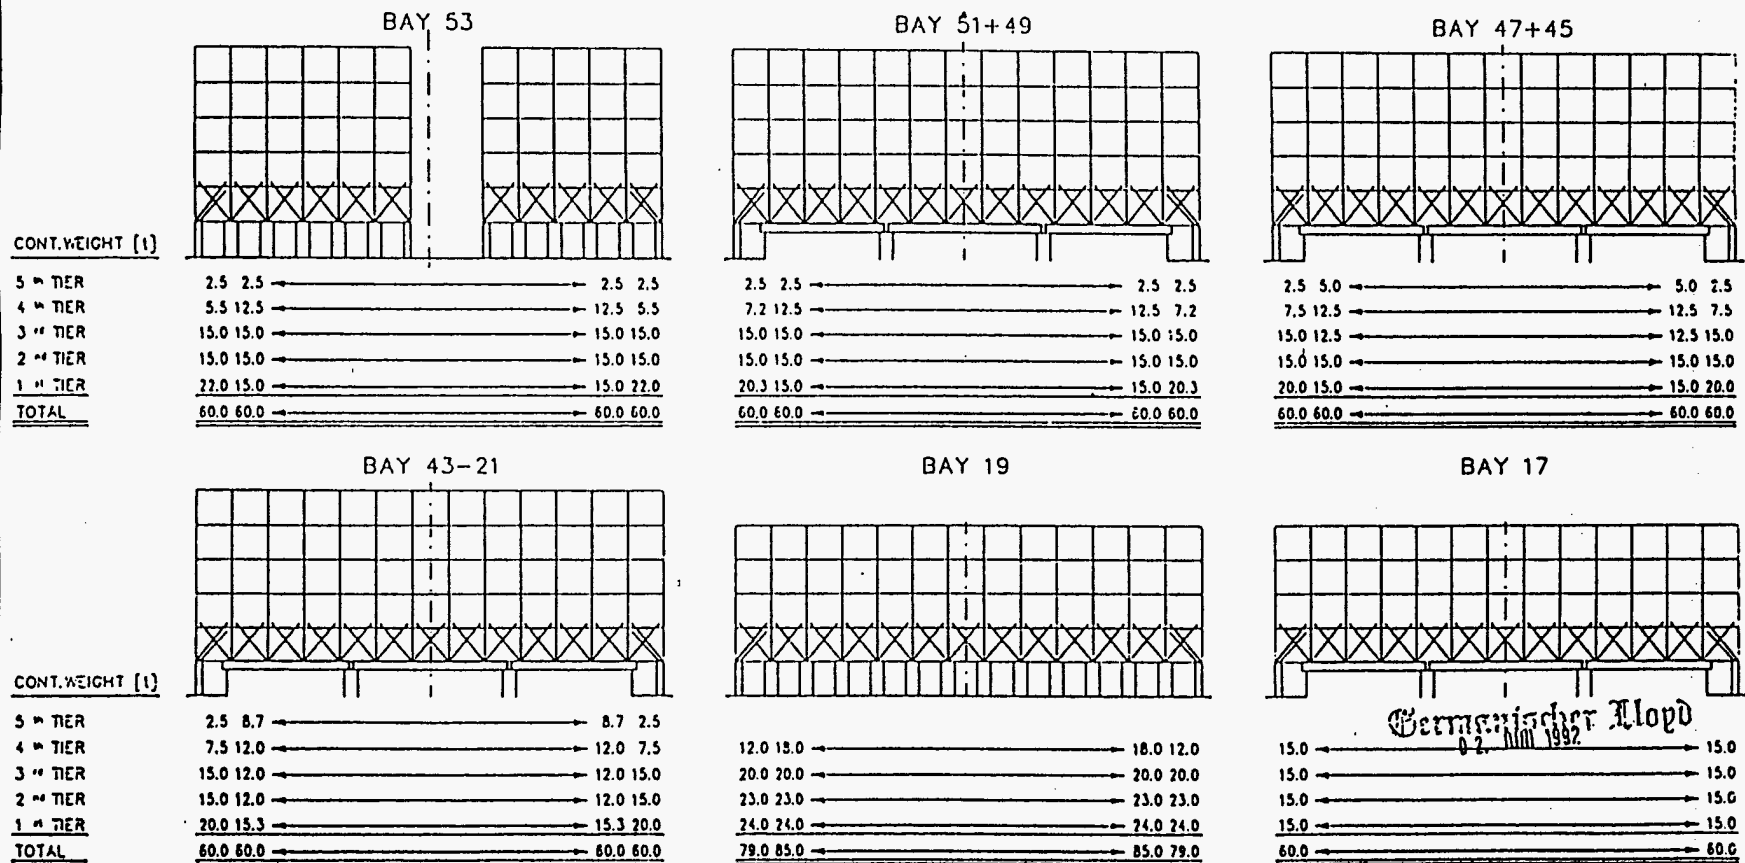 BAY 53 BAY 51+49 BAY 47+45
CONT.WEIGHT [t]
5 th TIER 2.5 2.5 2.5 2.5 2.5 2.5 2.5 2.5 2.5 5.0 5.0 2.5
4 th TIER 5.5 12.5 12.5 5.5 7.2 12.5 12.5 7.2 7.5 12.5 12.5 7.5
3 rd TIER 15.0 15.0 15.0 15.0 15.0 15.0 15.0 15.0 15.0 12.5 12.5 15.0
2 nd TIER 15.0 15.0 15.0 15.0 15.0 15.0 15.0 15.0 15.0 15.0 15.0 15.0
1 st TIER 22.0 15.0 15.0 22.0 20.3 15.0 15.0 20.3 20.0 15.0 15.0 20.0
TOTAL 60.0 60.0 60.0 60.0 60.0 60.0 60.0 60.0 60.0 60.0 60.0 60.0
BAY 43-21 BAY 19 BAY 17
CONT.WEIGHT [t]
Germanischer Lloyd
5 th TIER 2.5 8.7 8.7 2.5
02. 1992
4 th TIER 7.5 12.0 12.0 7.5 12.0 18.0 18.0 12.0 15.0 15.0
3 rd TIER 15.0 12.0 12.0 15.0 20.0 20.0 20.0 20.0 15.0 15.0
2 nd TIER 15.0 12.0 12.0 15.0 23.0 23.0 23.0 23.0 15.0 15.0
1 st TIER 20.0 15.3 15.3 20.0 24.0 24.0 24.0 24.0 15.0 15.0
TOTAL 60.0 60.0 60.0 60.0 79.0 85.0 85.0 79.0 60.0 60.0